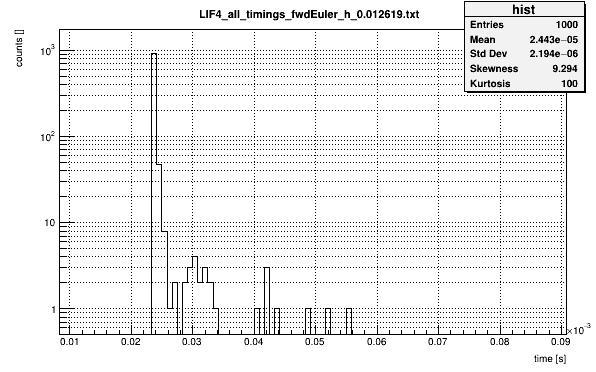 LIF4_all_timings_fwdEuler_h_0.012619.txt
hist
Entries 1000
Mean 2.443e−05
Std Dev 2.194e−06
Skewness 9.294
Kurtosis 100
counts []
10³
10²
10
1
0.01 0.02 0.03 0.04 0.05 0.06 0.07 0.08 0.09
×10⁻³
time [s]